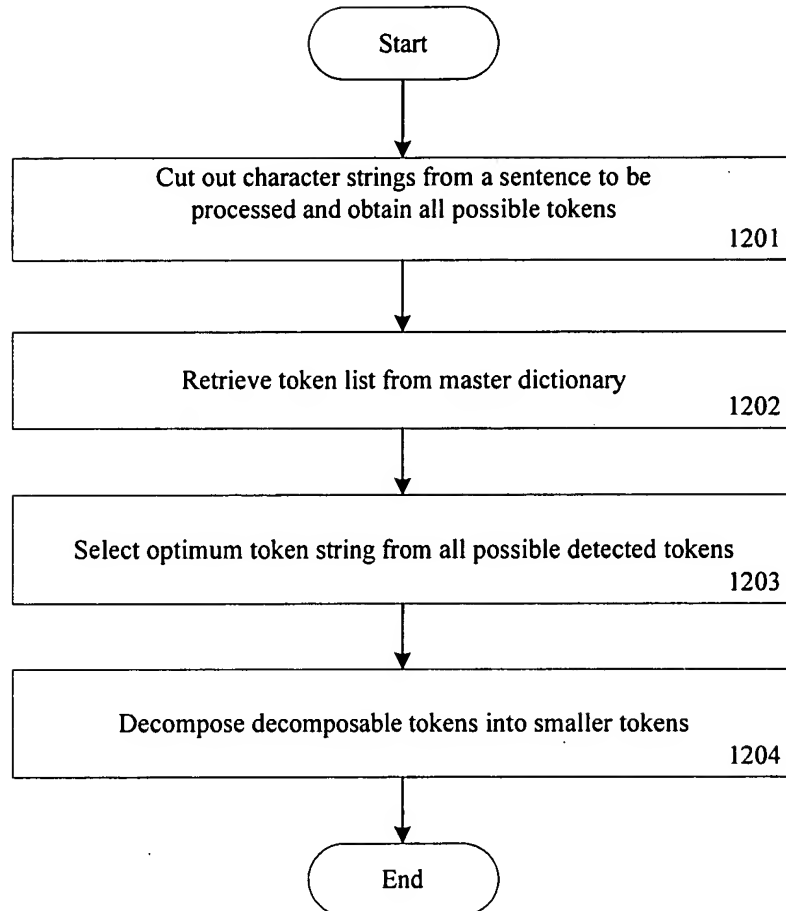 Start
Cut out character strings from a sentence to be
processed and obtain all possible tokens
1201
Retrieve token list from master dictionary
1202
Select optimum token string from all possible detected tokens
1203
Decompose decomposable tokens into smaller tokens
1204
End